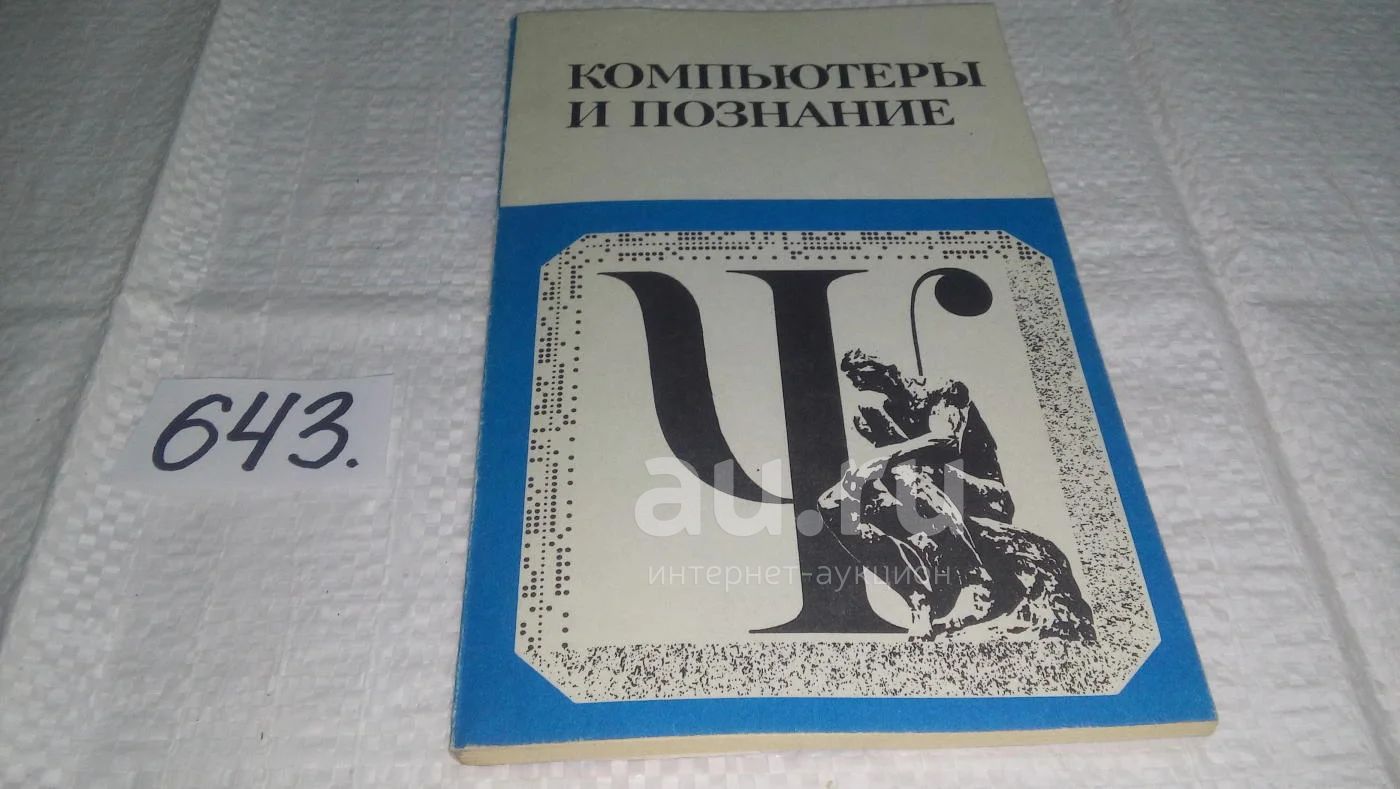 КОМПЬЮТЕРЫ
И ПОЗНАНИЕ
Ψ
643.
au.ru
интернет-аукцион